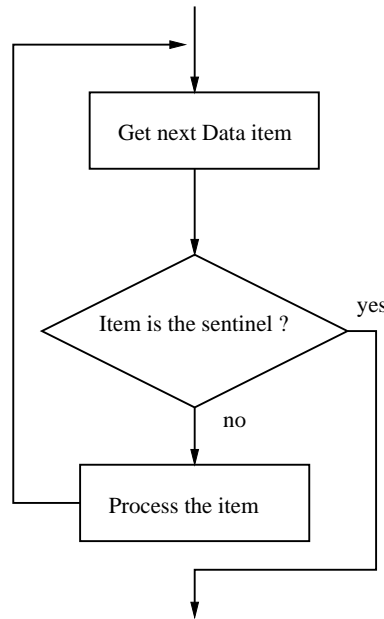 Get next Data item
Item is the sentinel ?
yes
no
Process the item